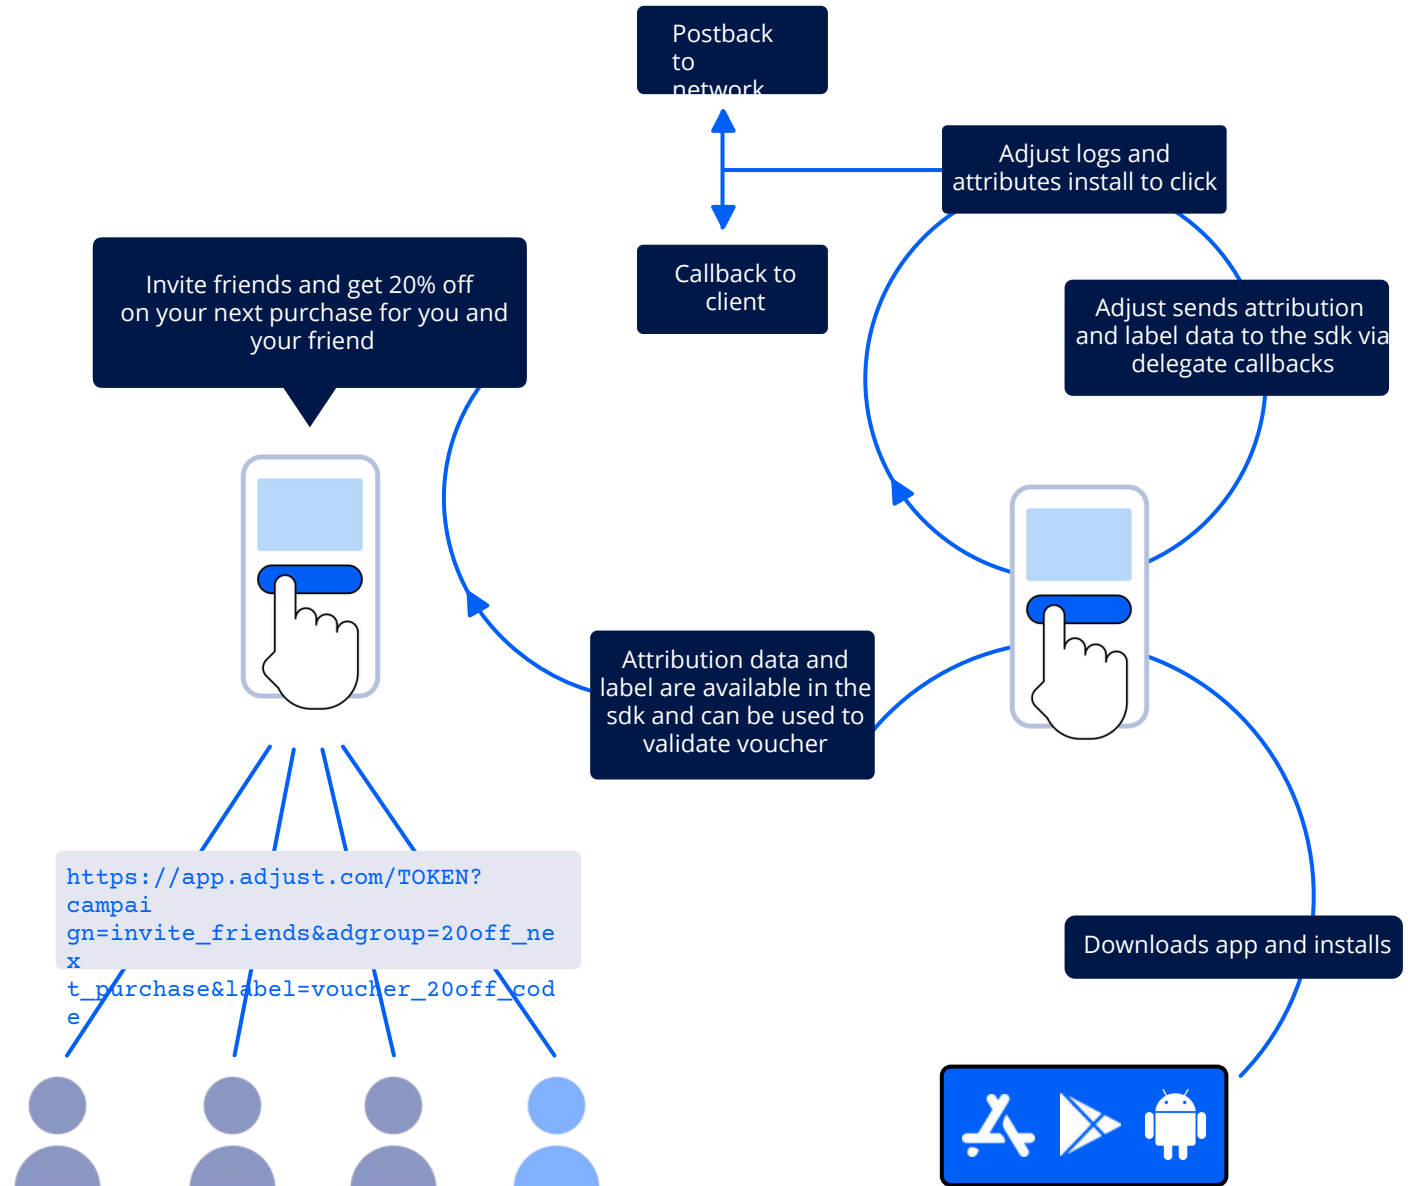 Postback
to
network
Adjust logs and
attributes install to click
Invite friends and get 20% off
on your next purchase for you and
your friend
Callback to
client
Adjust sends attribution
and label data to the sdk via
delegate callbacks
Attribution data and
label are available in the
sdk and can be used to
validate voucher
https://app.adjust.com/TOKEN?
campai
gn=invite_friends&adgroup=20off_ne
x
t_purchase&label=voucher_20off_cod
e
Downloads app and installs